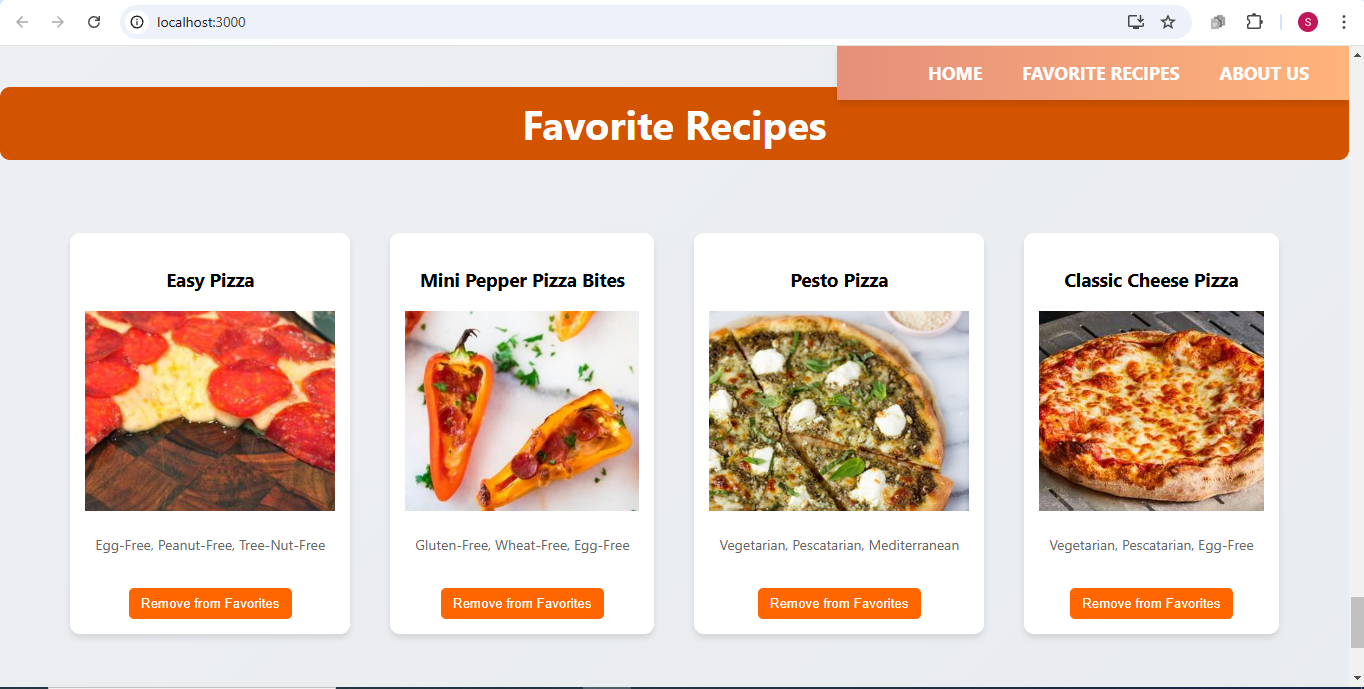 localhost:3000
S
HOME FAVORITE RECIPES ABOUT US
Favorite Recipes
Easy Pizza
Egg-Free, Peanut-Free, Tree-Nut-Free
Remove from Favorites
Mini Pepper Pizza Bites
Gluten-Free, Wheat-Free, Egg-Free
Remove from Favorites
Pesto Pizza
Vegetarian, Pescatarian, Mediterranean
Remove from Favorites
Classic Cheese Pizza
Vegetarian, Pescatarian, Egg-Free
Remove from Favorites